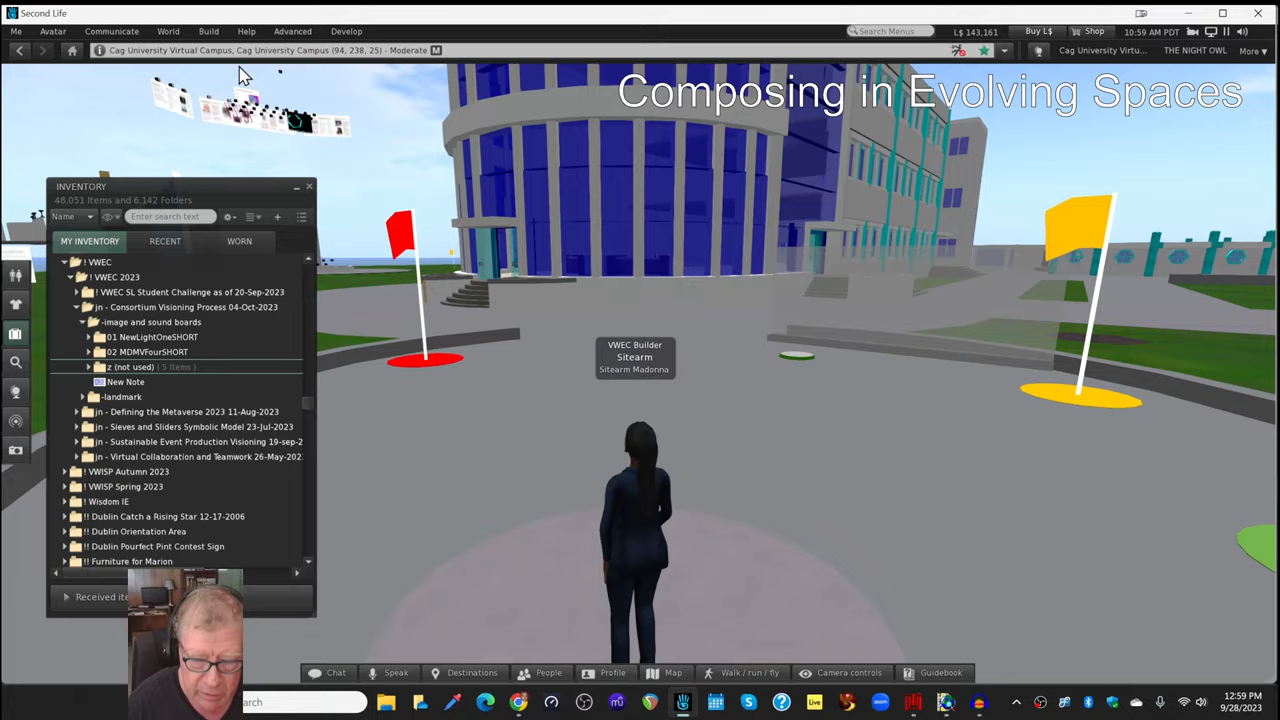 Second Life
Me Avatar Communicate World Build Help Advanced Develop
Search Menus L$ 143,161 Buy L$ Shop 10:59 AM PDT
Cag University Virtual Campus, Cag University Campus (94, 238, 25) - Moderate M
Cag University Virtu... THE NIGHT OWL More
Composing in Evolving Spaces
INVENTORY
48,051 Items and 6,142 Folders
Name Enter search text
MY INVENTORY RECENT WORN
! VWEC
! VWEC 2023
! VWEC SL Student Challenge as of 20-Sep-2023
jn - Consortium Visioning Process 04-Oct-2023
-image and sound boards
01 NewLightOneSHORT
02 MDMVFourSHORT
z (not used) ( 5 Items )
New Note
-landmark
jn - Defining the Metaverse 2023 11-Aug-2023
jn - Sieves and Sliders Symbolic Model 23-Jul-2023
jn - Sustainable Event Production Visioning 19-sep-2
jn - Virtual Collaboration and Teamwork 26-May-202
! VWISP Autumn 2023
! VWISP Spring 2023
! Wisdom IE
!! Dublin Catch a Rising Star 12-17-2006
!! Dublin Orientation Area
!! Dublin Pourfect Pint Contest Sign
!! Furniture for Marion
Received ite
VWEC Builder
Sitearm
Sitearm Madonna
Chat Speak Destinations People Profile Map Walk / run / fly Camera controls Guidebook
arch
Live
zoom
12:59 PM
9/28/2023